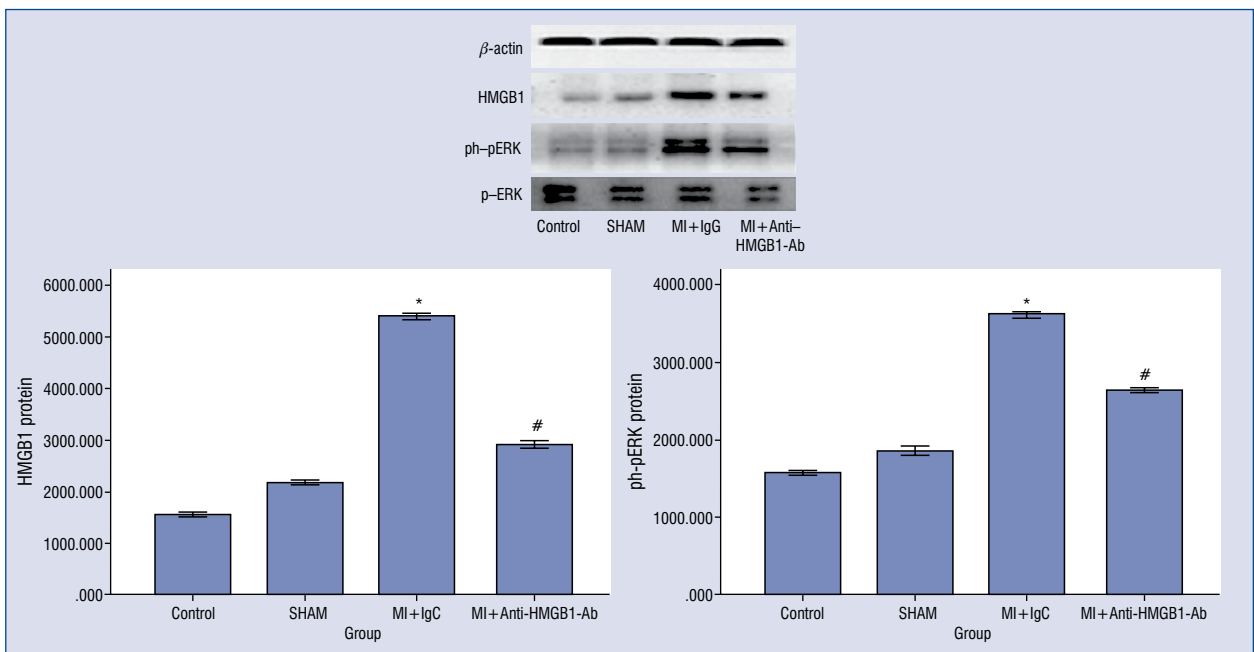 β-actin
HMGB1
ph–pERK
p–ERK
Control SHAM MI+IgG MI+Anti–
HMGB1-Ab
HMGB1 protein
6000.000
5000.000
4000.000
3000.000
2000.000
1000.000
.000
*
#
Control SHAM MI+IgC MI+Anti-HMGB1-Ab
Group
ph-pERK protein
4000.000
3000.000
2000.000
1000.000
.000
*
#
Control SHAM MI+IgC MI+Anti-HMGB1-Ab
Group